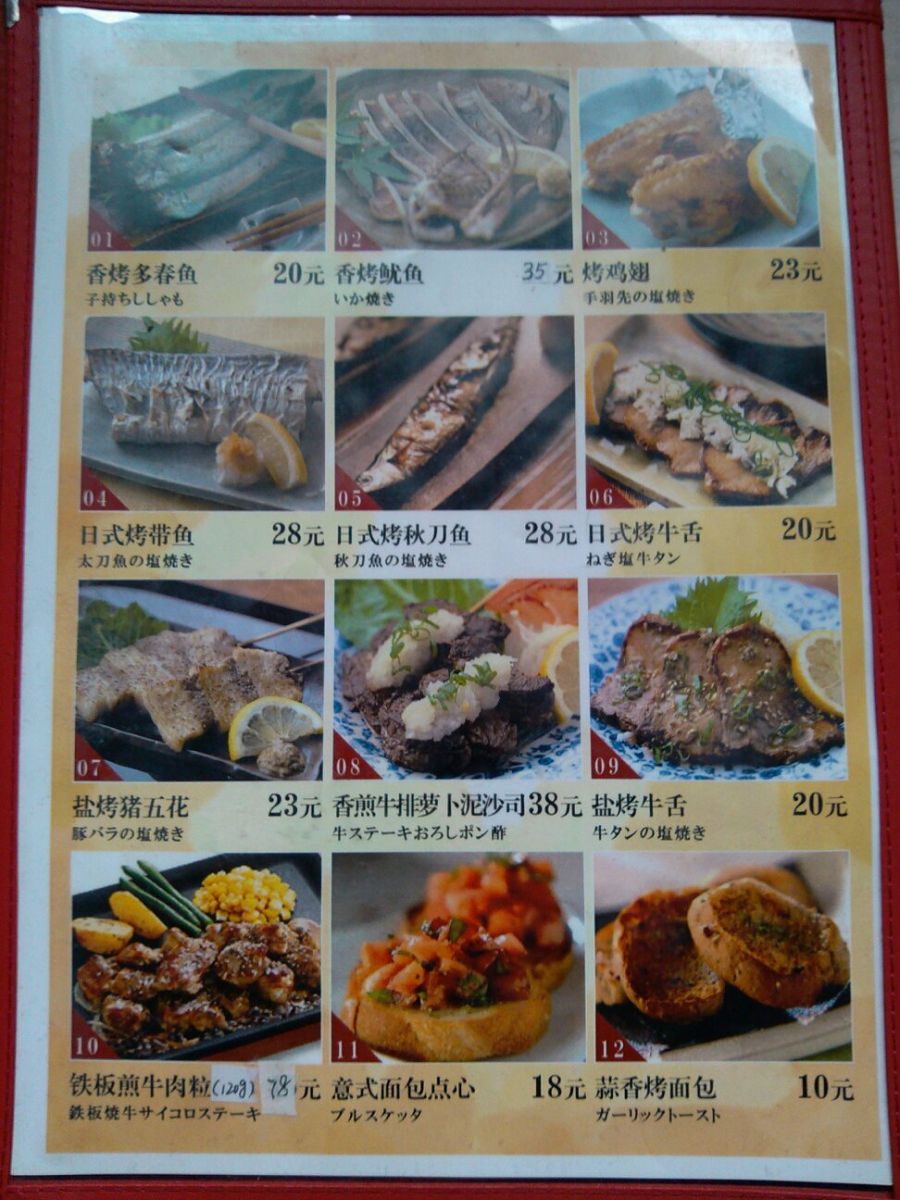 01
02
03
香烤多春鱼 20元
子持ちししゃも
香烤鱿鱼 35元
いか焼き
烤鸡翅 23元
手羽先の塩焼き
04
05
06
日式烤带鱼 28元
太刀魚の塩焼き
日式烤秋刀鱼 28元
秋刀魚の塩焼き
日式烤牛舌 20元
ねぎ塩牛タン
07
08
09
盐烤猪五花 23元
豚バラの塩焼き
香煎牛排萝卜泥沙司 38元
牛ステーキおろしポン酢
盐烤牛舌 20元
牛タンの塩焼き
10
11
12
铁板煎牛肉粒(120g) 78元
鉄板焼牛サイコロステーキ
意式面包点心 18元
ブルスケッタ
蒜香烤面包 10元
ガーリックトースト